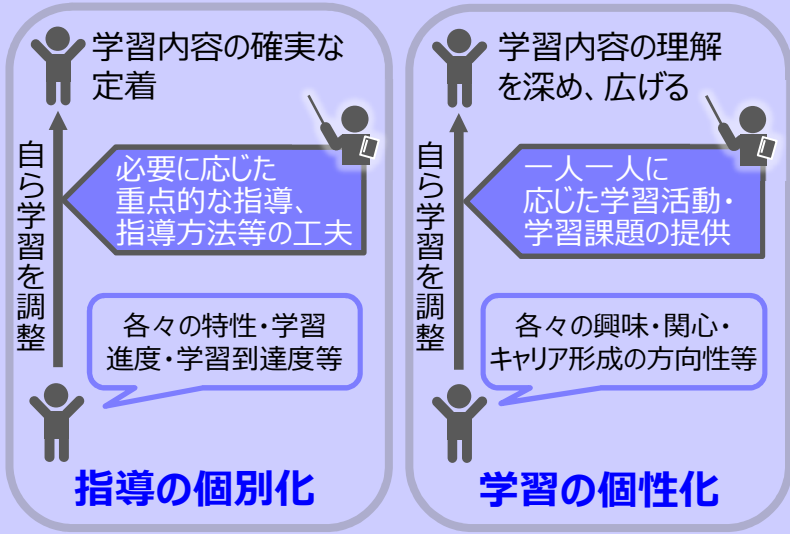 学習内容の確実な
定着
自ら学習を調整
必要に応じた
重点的な指導、
指導方法等の工夫
各々の特性・学習
進度・学習到達度等
指導の個別化
学習内容の理解
を深め、広げる
自ら学習を調整
一人一人に
応じた学習活動・
学習課題の提供
各々の興味・関心・
キャリア形成の方向性等
学習の個性化